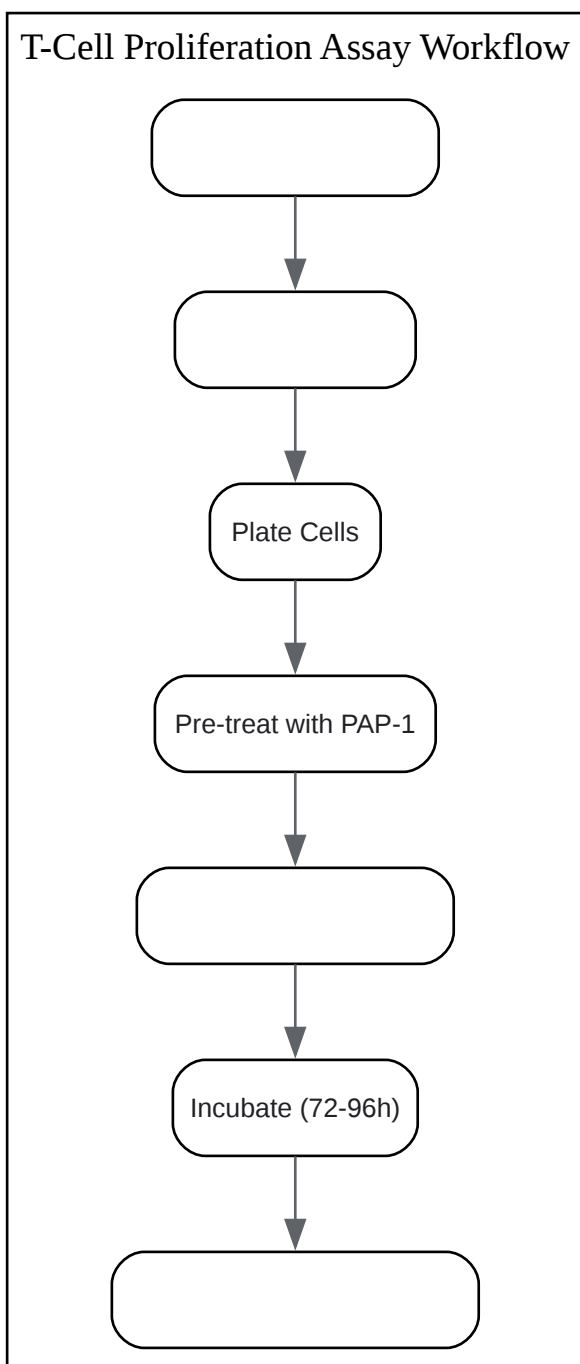 T-Cell Proliferation Assay Workflow
Plate Cells
Pre-treat with PAP-1
Incubate (72-96h)